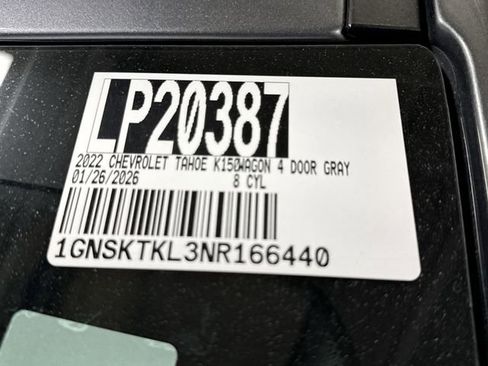 LP20387
2022 CHEVROLET TAHOE K150WAGON 4 DOOR GRAY
01/26/2026 8 CYL
1GNSKTKL3NR166440